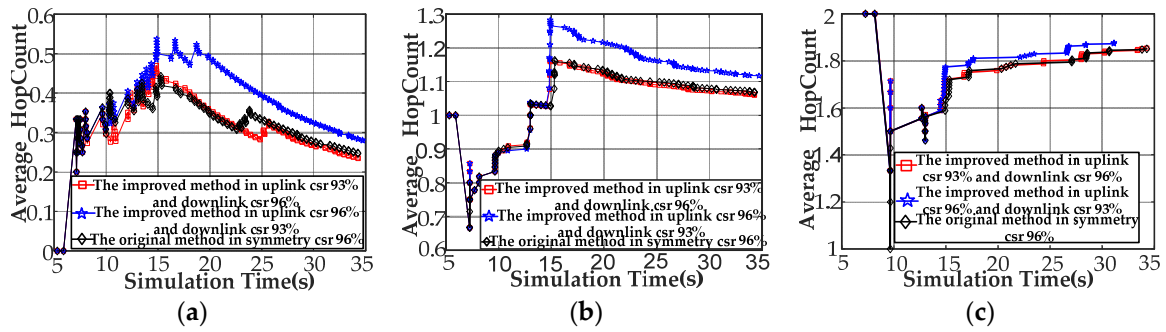 0.6
0.5
0.4
0.3
0.2
0.1
0
Average HopCount
5 10 15 20 25 30 35
Simulation Time(s)
The improved method in uplink csr 93%
and downlink csr 96%
The improved method in uplink csr 96%
and downlink csr 93%
The original method in symmetry csr 96%
(a)
1.3
1.2
1.1
1
0.9
0.8
0.7
0.6
Average HopCount
5 10 15 20 25 30 35
Simulation Time(s)
The improved method in uplink csr 93%
and downlink csr 96%
The improved method in uplink csr 96%
and downlink csr 93%
The original method in symmetry csr 96%
(b)
2
1.8
1.6
1.4
1.2
1
Average HopCount
5 10 15 20 25 30 35
Simulation Time(s)
The improved method in uplink
csr 93% and downlink csr 96%
The improved method in uplink
csr 96% and downlink csr 93%
The original method in symmetry
csr 96%
(c)